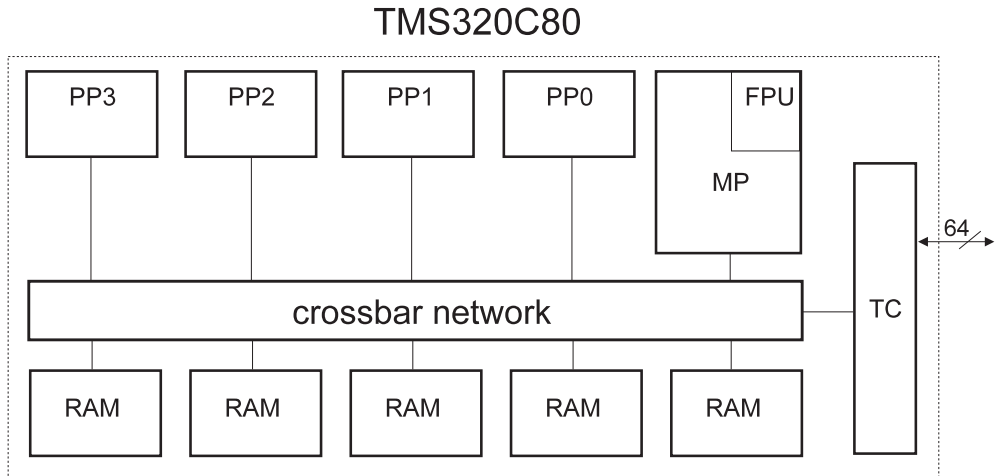 TMS320C80
PP3 PP2 PP1 PP0 FPU
MP
64
crossbar network
TC
RAM RAM RAM RAM RAM